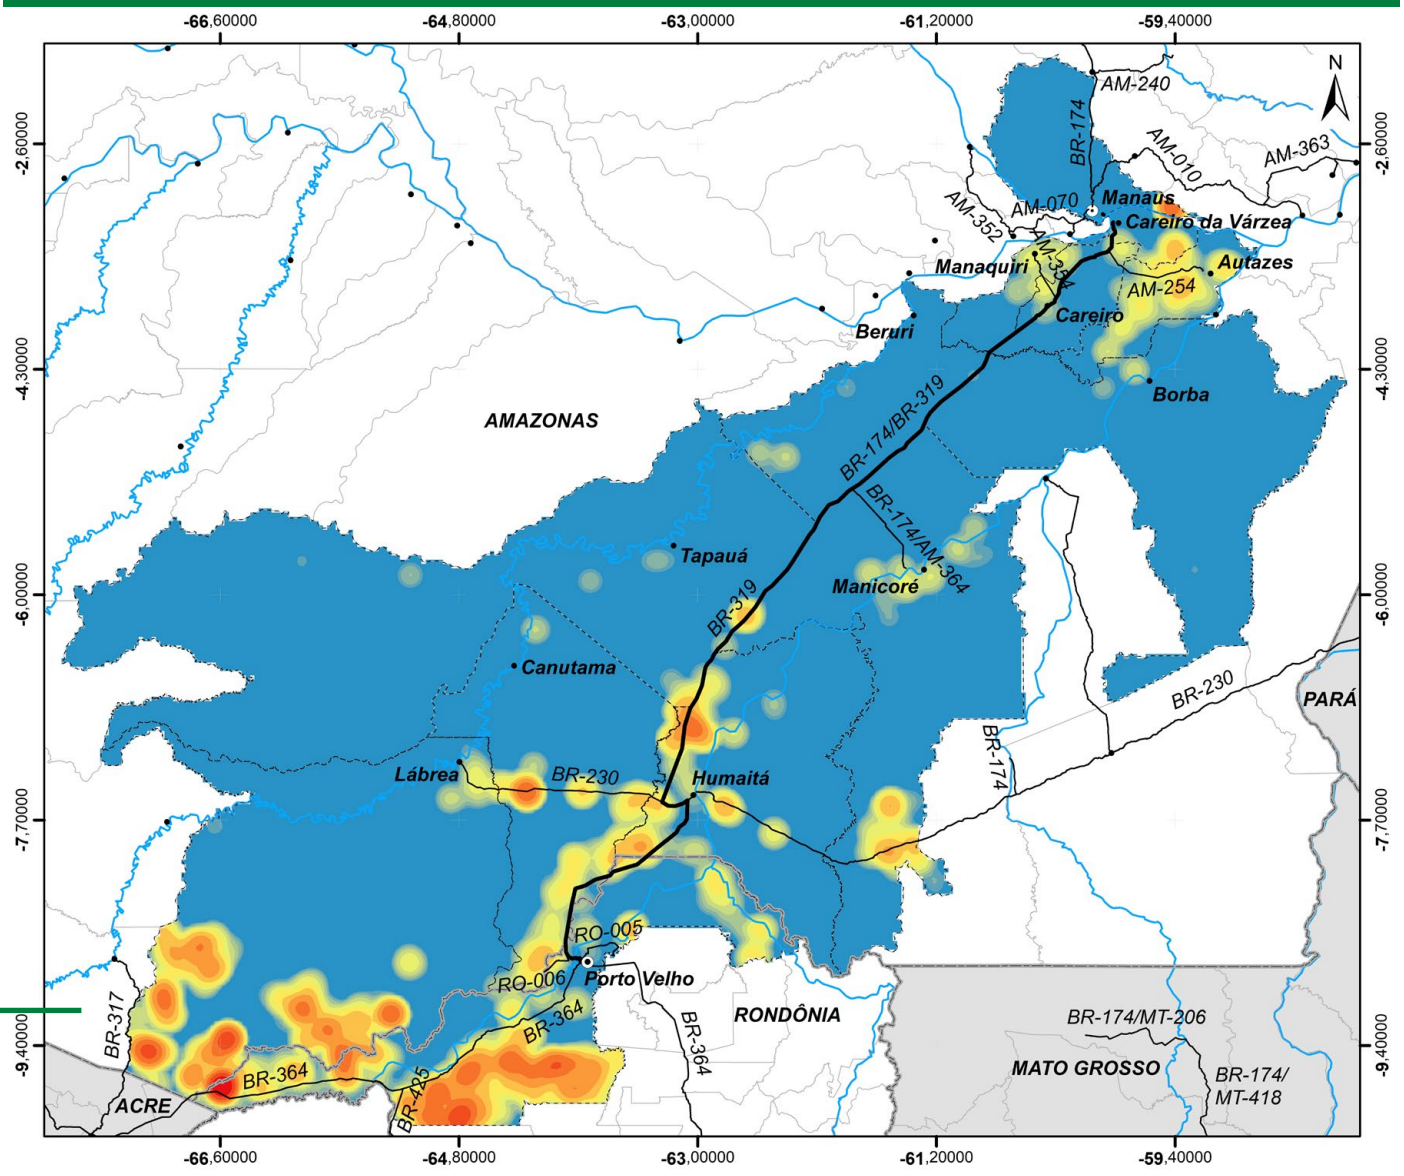 -66,60000
-64,80000
-63,00000
-61,20000
-59,40000
N
AM-240
BR-174
-2,60000
-2,60000
AM-010
AM-363
AM-352
AM-070
Manaus
Careiro da Várzea
AM-354
Manaquiri
Autazes
AM-254
Careiro
Beruri
-4,30000
-4,30000
Borba
BR-174/BR-319
AMAZONAS
BR-174/AM-364
Tapauá
Manicoré
-6,00000
-6,00000
BR-319
Canutama
BR-230
PARÁ
BR-174
Lábrea
BR-230
Humaitá
-7,70000
-7,70000
RO-005
RO-006
Porto Velho
BR-317
BR-364
BR-364
RONDÔNIA
BR-174/MT-206
-9,40000
-9,40000
MATO GROSSO
BR-364
BR-425
BR-174/
MT-418
ACRE
-66,60000
-64,80000
-63,00000
-61,20000
-59,40000